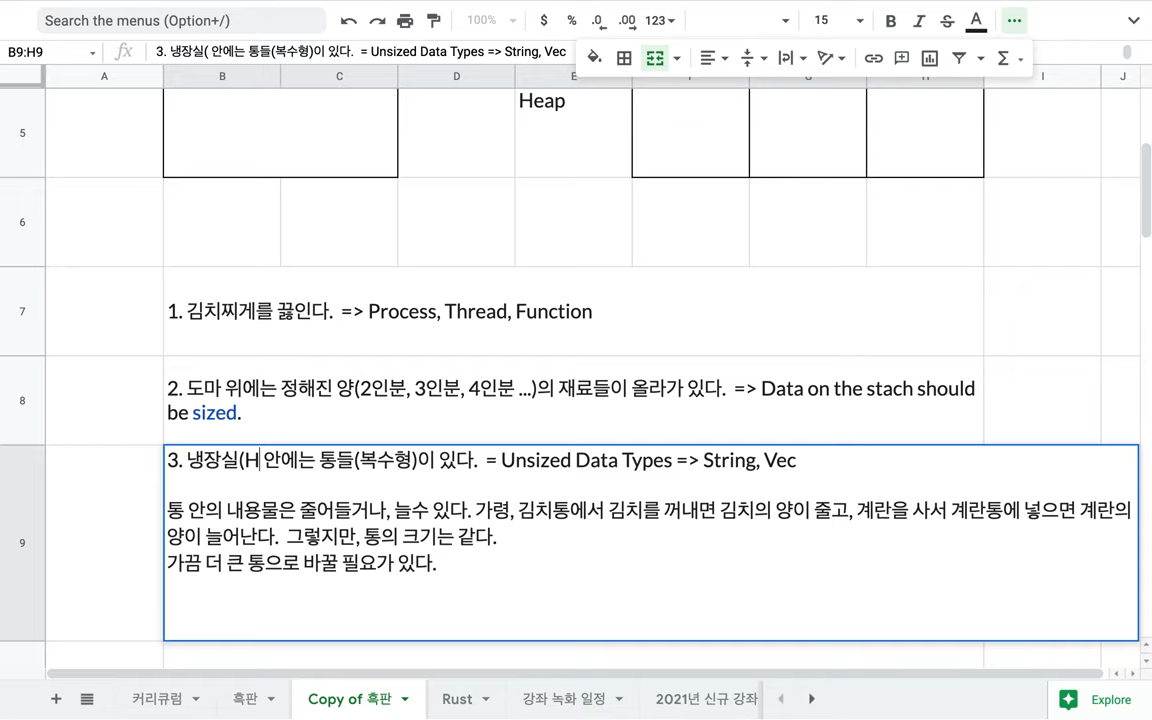 Search the menus (Option+/)
100%
$
%
.0
.00
123
15
B
I
S
A
B9:H9
fx
3. 냉장실( 안에는 통들(복수형)이 있다.  = Unsized Data Types => String, Vec
A
B
C
D
E
I
J
5
Heap
6
7
1. 김치찌게를 끓인다.  => Process, Thread, Function
8
2. 도마 위에는 정해진 양(2인분, 3인분, 4인분 ...)의 재료들이 올라가 있다.  => Data on the stach should
be sized.
9
3. 냉장실(H 안에는 통들(복수형)이 있다.  = Unsized Data Types => String, Vec
통 안의 내용물은 줄어들거나, 늘수 있다. 가령, 김치통에서 김치를 꺼내면 김치의 양이 줄고, 계란을 사서 계란통에 넣으면 계란의
양이 늘어난다.  그렇지만, 통의 크기는 같다.
가끔 더 큰 통으로 바꿀 필요가 있다.
커리큘럼
흑판
Copy of 흑판
Rust
강좌 녹화 일정
2021년 신규 강좌
Explore